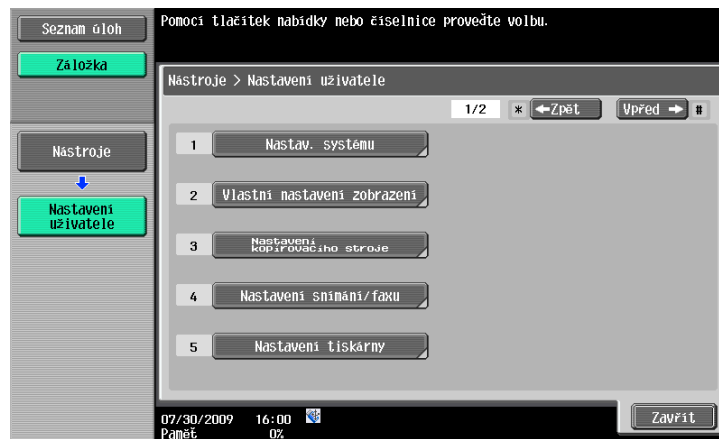 Seznam úloh
Záložka
Pomocí tlačítek nabídky nebo číselnice proveďte volbu.
Nástroje > Nastavení uživatele
1/2 * ←Zpět Vpřed → #
Nástroje
Nastavení
uživatele
1 Nastav. systému
2 Vlastní nastavení zobrazení
3 Nastavení
kopírovacího stroje
4 Nastavení snímání/faxu
5 Nastavení tiskárny
07/30/2009 16:00
Paměť 0%
Zavřít